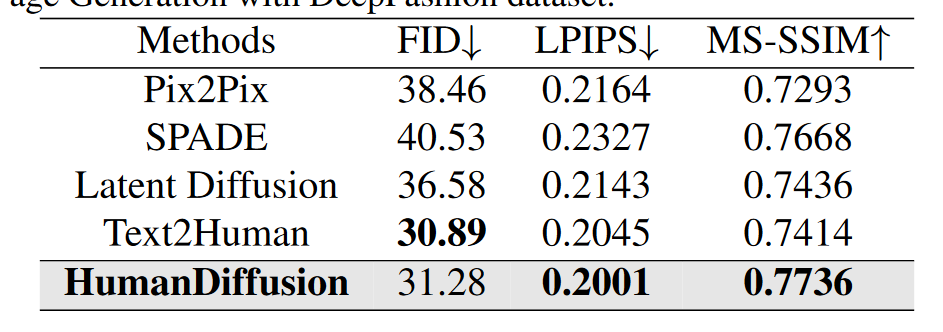 age Generation with DeepFashion dataset.
Methods FID↓ LPIPS↓ MS-SSIM↑
Pix2Pix 38.46 0.2164 0.7293
SPADE 40.53 0.2327 0.7668
Latent Diffusion 36.58 0.2143 0.7436
Text2Human 30.89 0.2045 0.7414
HumanDiffusion 31.28 0.2001 0.7736